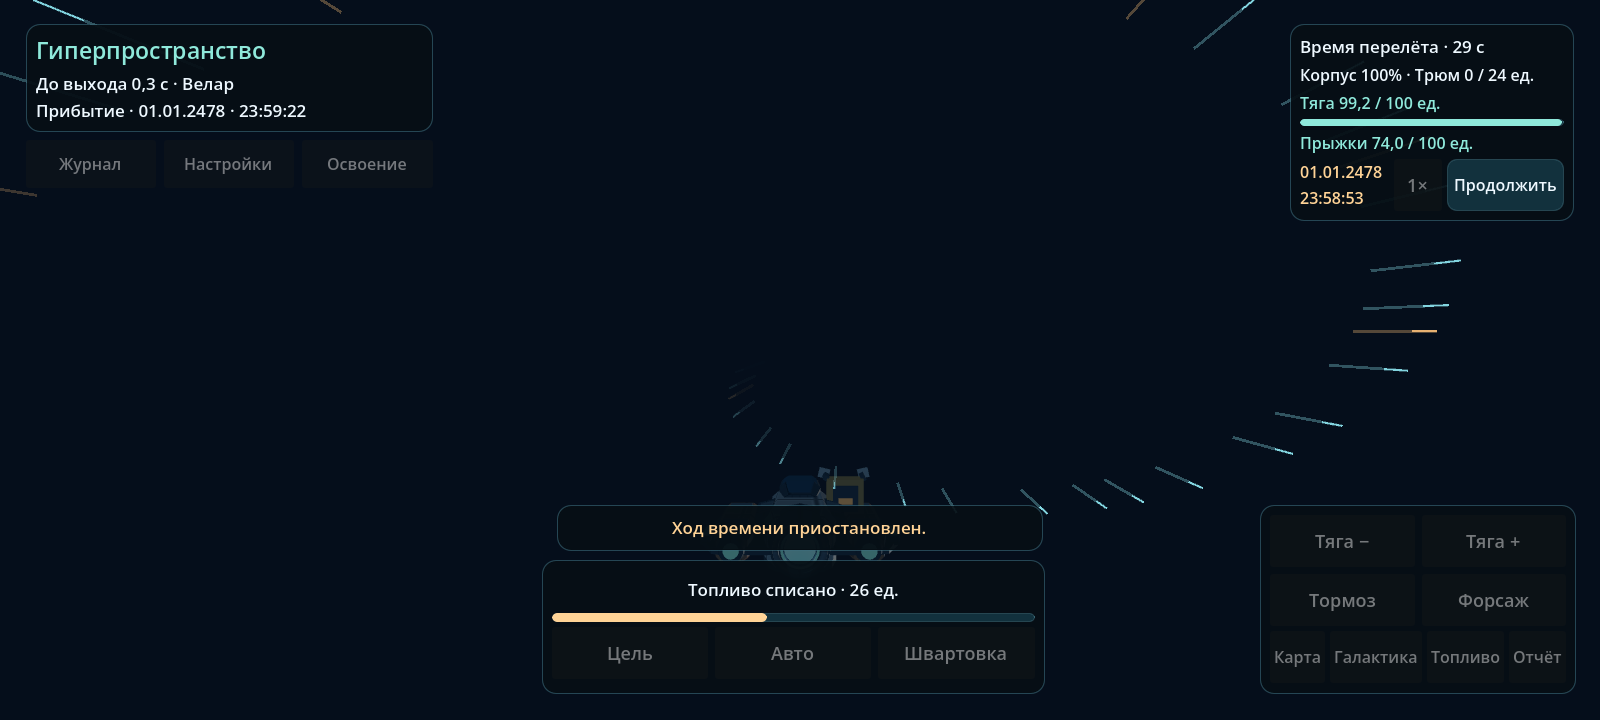 Гиперпространство
До выхода 0,3 с · Велар
Прибытие · 01.01.2478 · 23:59:22
Журнал
Настройки
Освоение
Время перелёта · 29 с
Корпус 100% · Трюм 0 / 24 ед.
Тяга 99,2 / 100 ед.
Прыжки 74,0 / 100 ед.
01.01.2478
23:58:53
1×
Продолжить
Ход времени приостановлен.
Топливо списано · 26 ед.
Цель
Авто
Швартовка
Тяга −
Тяга +
Тормоз
Форсаж
Карта
Галактика
Топливо
Отчёт